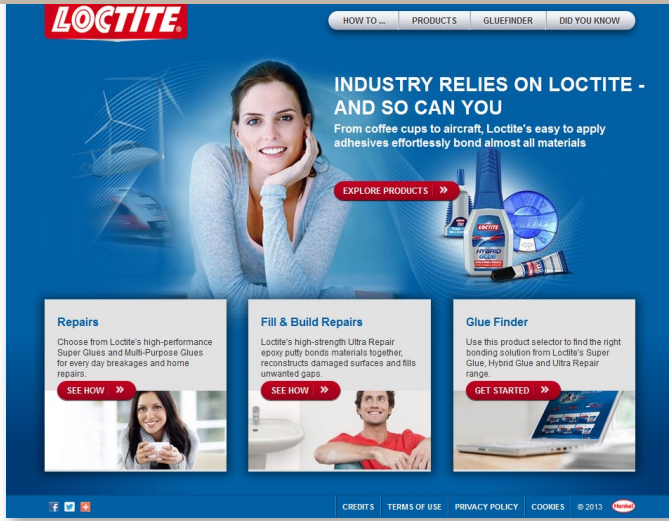 LOCTITE
HOW TO ... PRODUCTS GLUEFINDER DID YOU KNOW
INDUSTRY RELIES ON LOCTITE -
AND SO CAN YOU
From coffee cups to aircraft, Loctite's easy to apply
adhesives effortlessly bond almost all materials
EXPLORE PRODUCTS
LOCTITE
HYBRID
GLUE
Repairs
Choose from Loctite's high-performance
Super Glues and Multi-Purpose Glues
for every day breakages and home
repairs.
SEE HOW
Fill & Build Repairs
Loctite's high-strength Ultra Repair
epoxy putty bonds materials together,
reconstructs damaged surfaces and fills
unwanted gaps.
SEE HOW
Glue Finder
Use this product selector to find the right
bonding solution from Loctite's Super
Glue, Hybrid Glue and Ultra Repair
range.
GET STARTED
CREDITS TERMS OF USE PRIVACY POLICY COOKIES © 2013 Henkel